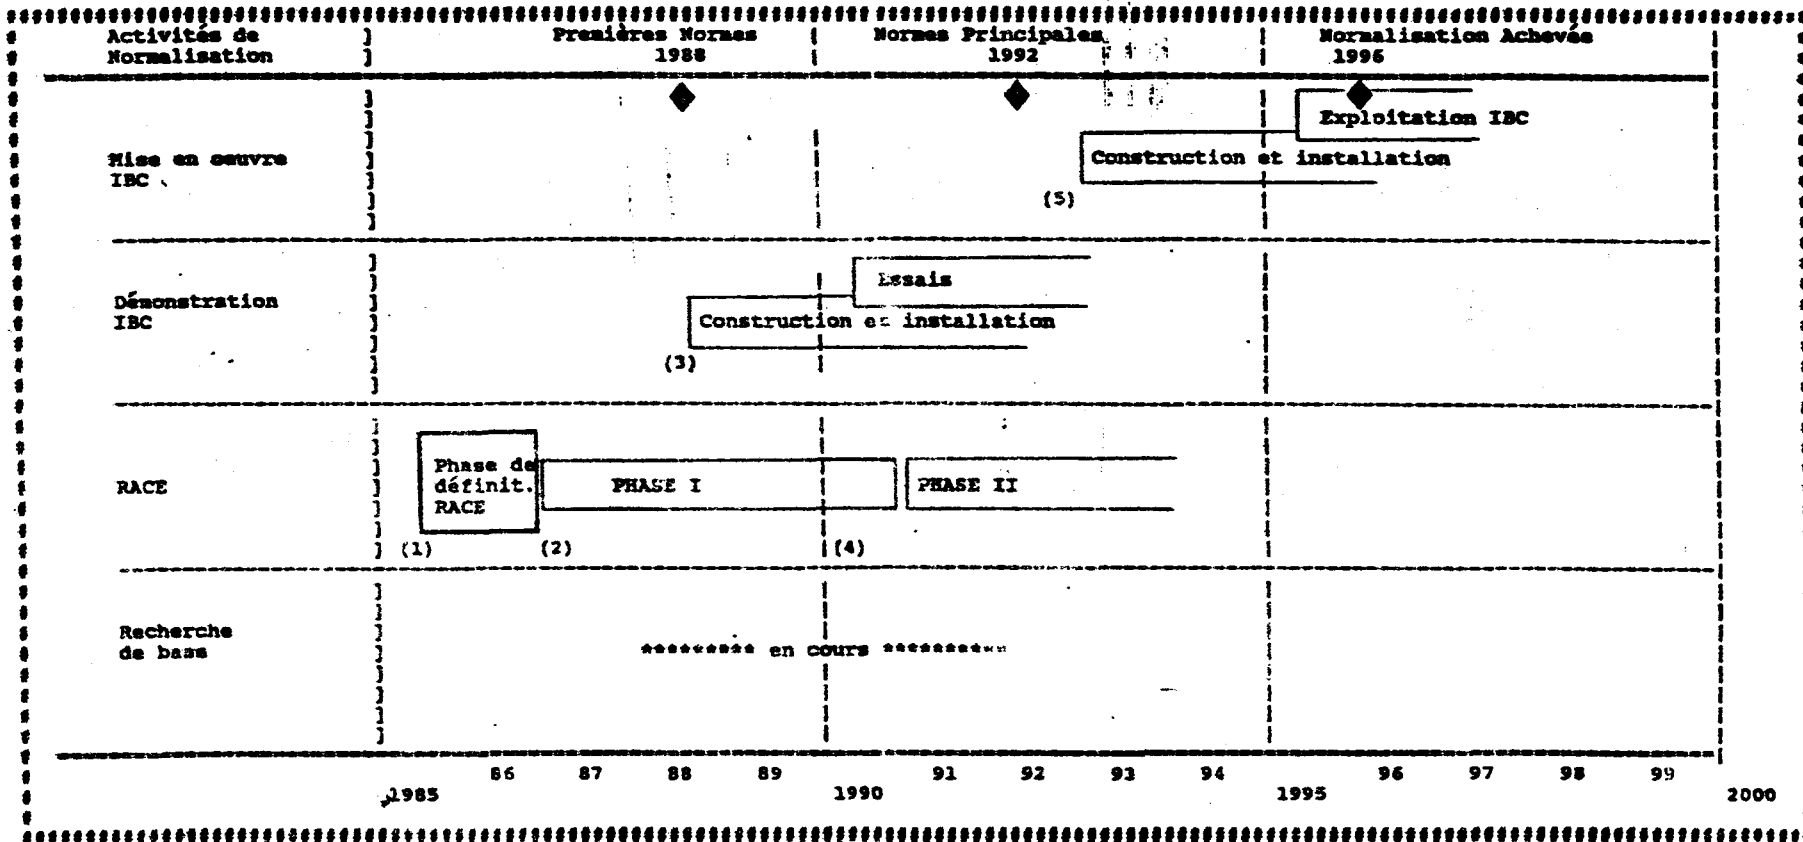 Activités de Normalisation
Premières Normes 1988
Normes Principales 1992
Normalisation Achevée 1996
Mise en oeuvre IBC
Exploitation IBC
Construction et installation
(5)
Démonstration IBC
Essais
Construction et installation
(3)
RACE
Phase de définit. RACE
PHASE I
PHASE II
(1) (2) (4)
Recherche de base
********* en cours ***********
86 87 88 89 91 92 93 94 96 97 98 99
1985 1990 1995 2000